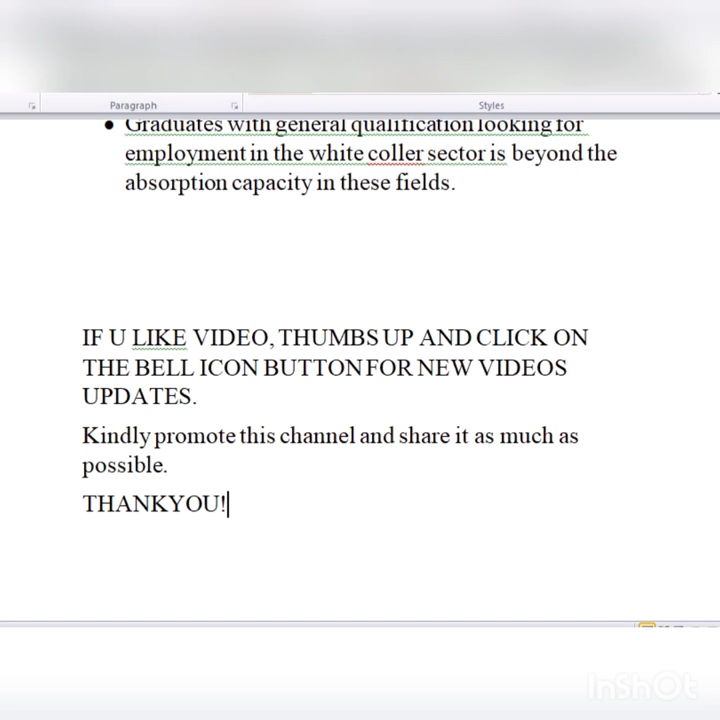 Paragraph
Styles
• Graduates with general qualification looking for
employment in the white coller sector is beyond the
absorption capacity in these fields.
IF U LIKE VIDEO, THUMBS UP AND CLICK ON
THE BELL ICON BUTTON FOR NEW VIDEOS
UPDATES.
Kindly promote this channel and share it as much as
possible.
THANKYOU!
InShOt